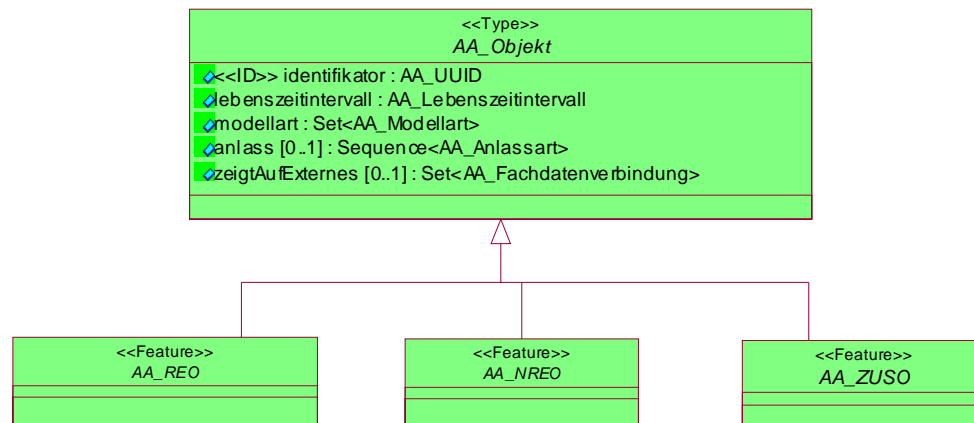 <<Type>>
AA_Objekt
<<ID>> identifikator : AA_UUID
lebenszeitintervall : AA_Lebenszeitintervall
modellart : Set<AA_Modellart>
anlass [0..1] : Sequence<AA_Anlassart>
zeigtAufExternes [0..1] : Set<AA_Fachdatenverbindung>
<<Feature>>
AA_REO
<<Feature>>
AA_NREO
<<Feature>>
AA_ZUSO